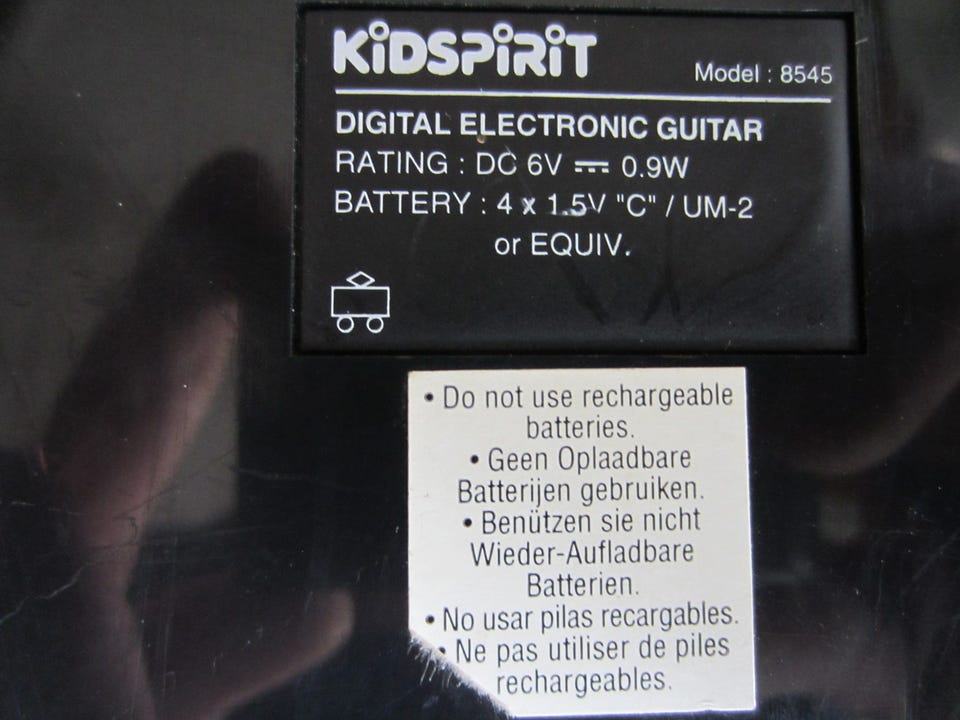 KiDSPiRiT
Model : 8545
DIGITAL ELECTRONIC GUITAR
RATING : DC 6V ⎓ 0.9W
BATTERY : 4 x 1.5V "C" / UM-2
or EQUIV.
• Do not use rechargeable
batteries.
• Geen Oplaadbare
Batterijen gebruiken.
• Benützen sie nicht
Wieder-Aufladbare
Batterien.
• No usar pilas recargables.
• Ne pas utiliser de piles
rechargeables.